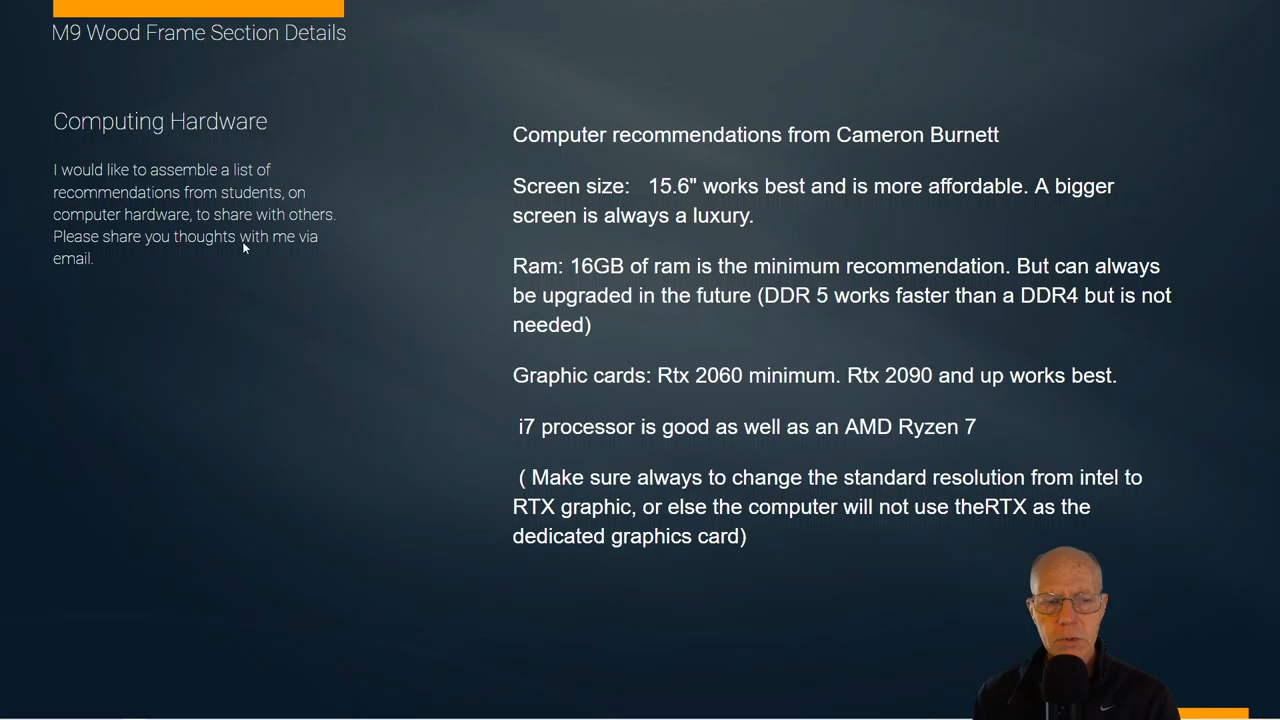 M9 Wood Frame Section Details
Computing Hardware
I would like to assemble a list of
recommendations from students, on
computer hardware, to share with others.
Please share you thoughts with me via
email.
Computer recommendations from Cameron Burnett
Screen size: 15.6" works best and is more affordable. A bigger
screen is always a luxury.
Ram: 16GB of ram is the minimum recommendation. But can always
be upgraded in the future (DDR 5 works faster than a DDR4 but is not
needed)
Graphic cards: Rtx 2060 minimum. Rtx 2090 and up works best.
i7 processor is good as well as an AMD Ryzen 7
( Make sure always to change the standard resolution from intel to
RTX graphic, or else the computer will not use theRTX as the
dedicated graphics card)